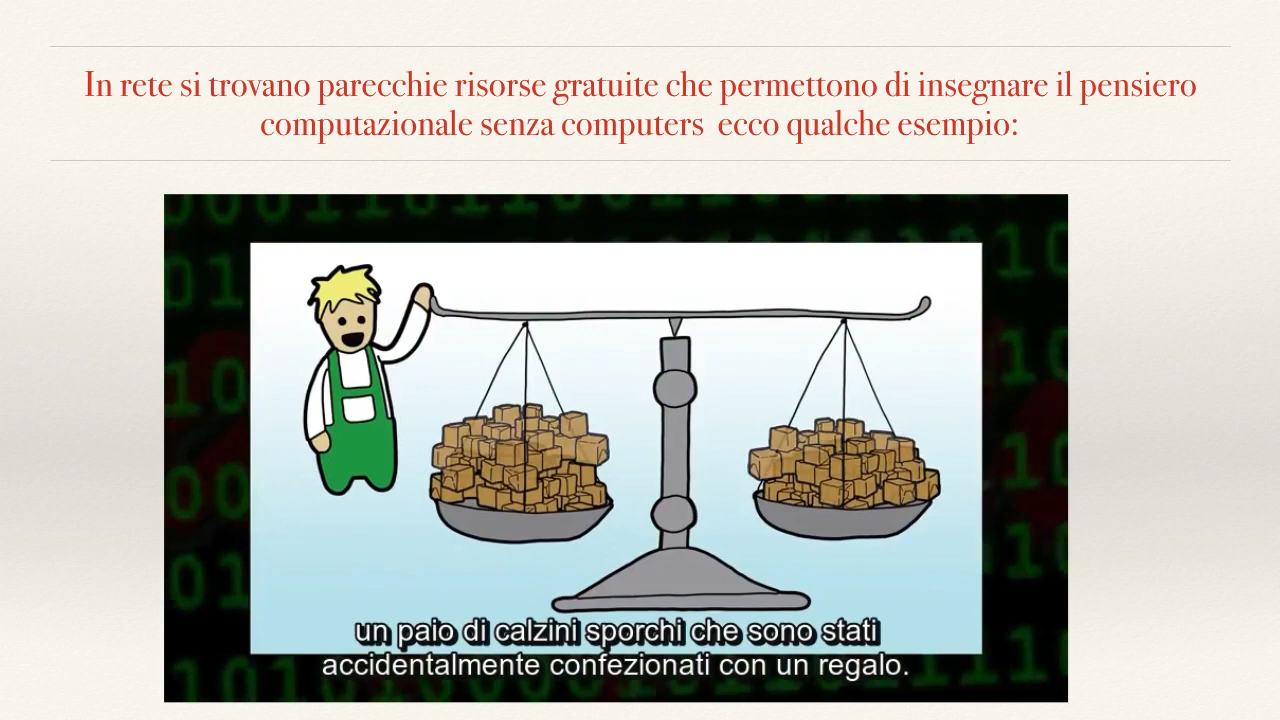 In rete si trovano parecchie risorse gratuite che permettono di insegnare il pensiero
computazionale senza computers  ecco qualche esempio:
un paio di calzini sporchi che sono stati
accidentalmente confezionati con un regalo.